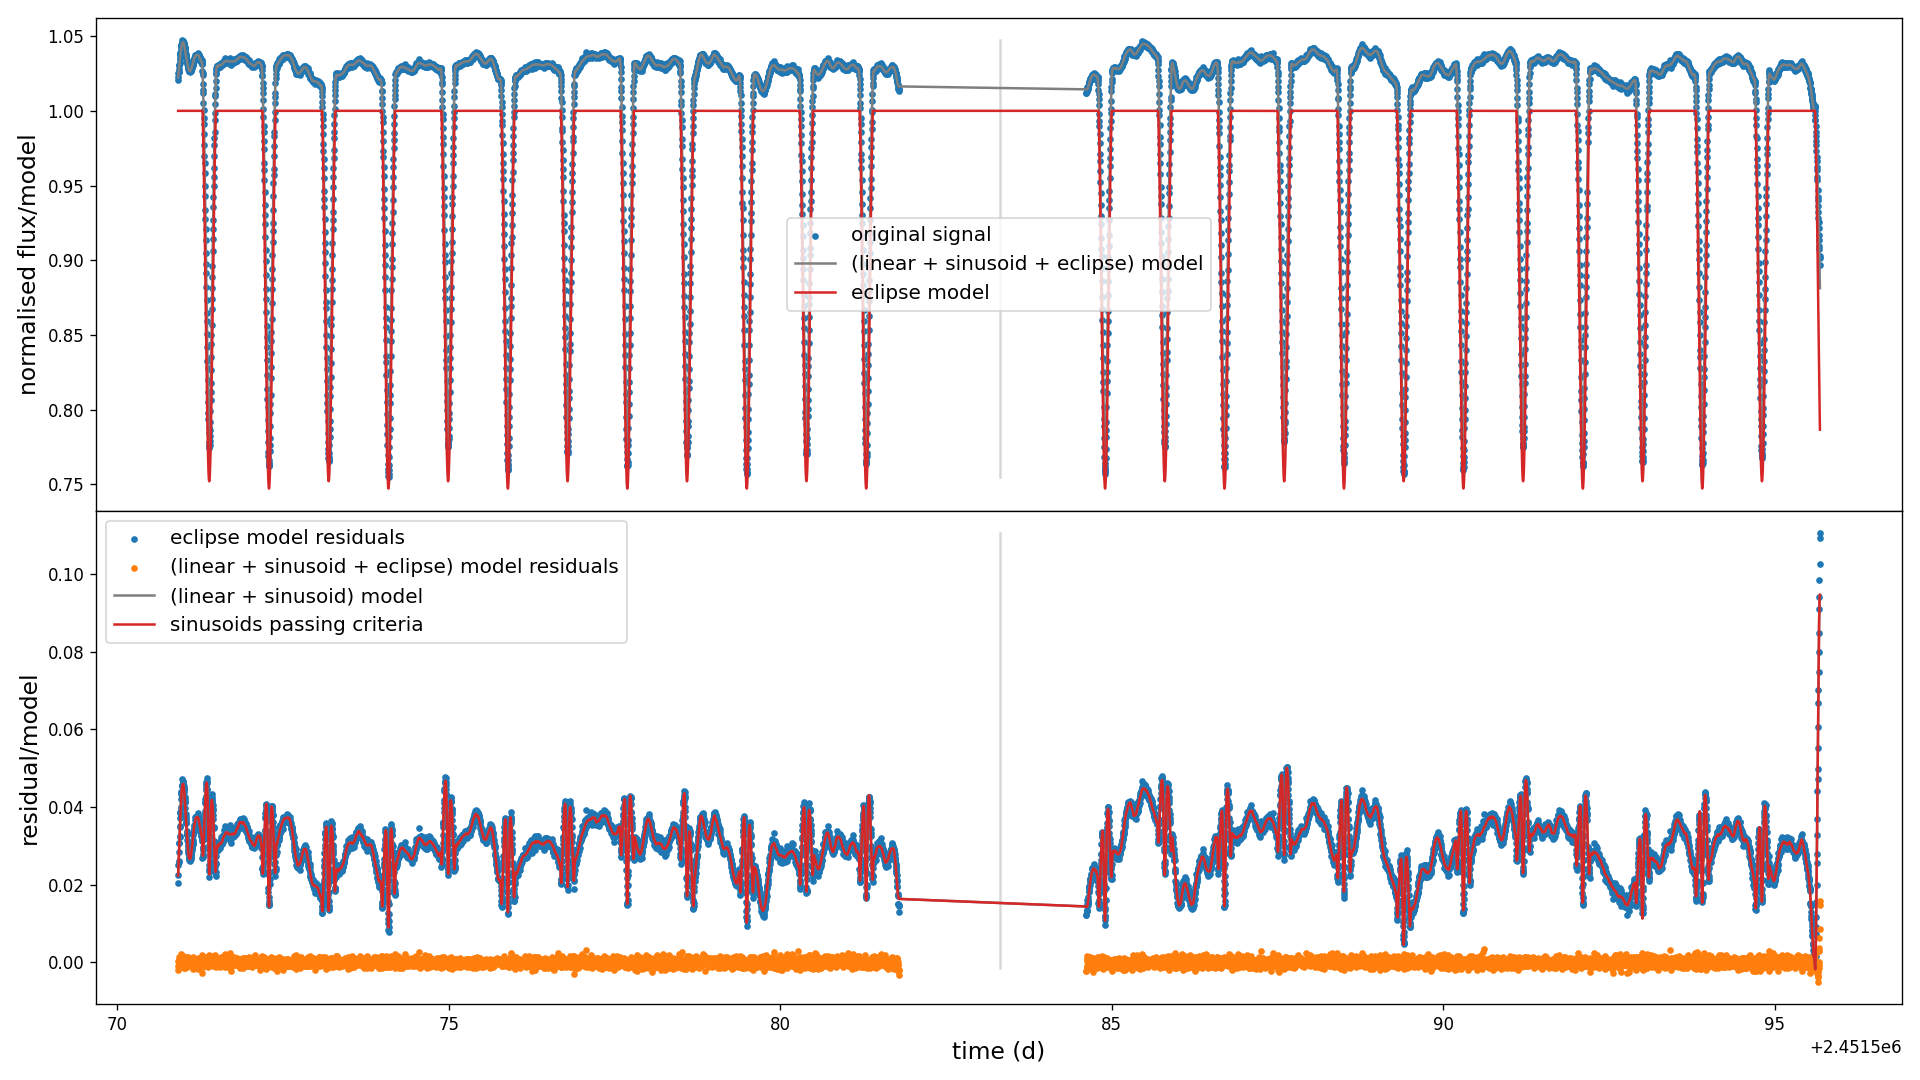 normalised flux/model
1.05
1.00
0.95
0.90
0.85
0.80
0.75
original signal
(linear + sinusoid + eclipse) model
eclipse model
residual/model
0.10
0.08
0.06
0.04
0.02
0.00
eclipse model residuals
(linear + sinusoid + eclipse) model residuals
(linear + sinusoid) model
sinusoids passing criteria
70 75 80 85 90 95
time (d)
+2.4515e6